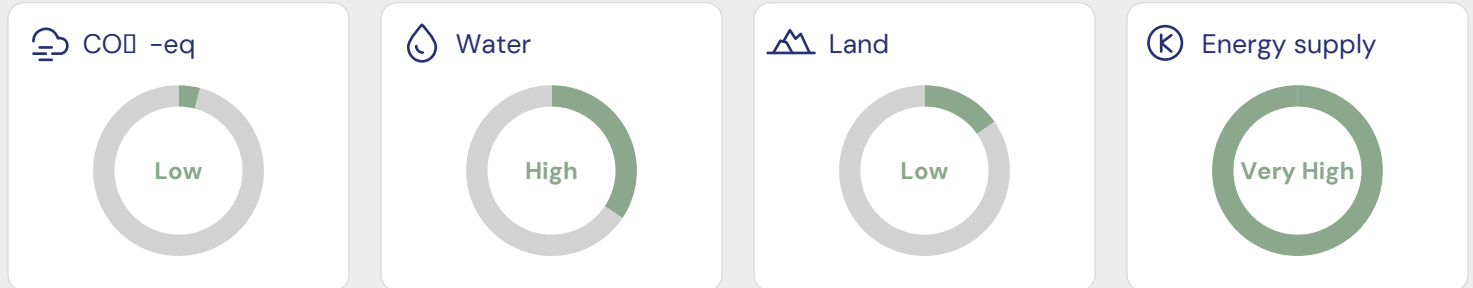 CO▯ -eq
Water
Land
Energy supply
Low
High
Low
Very High